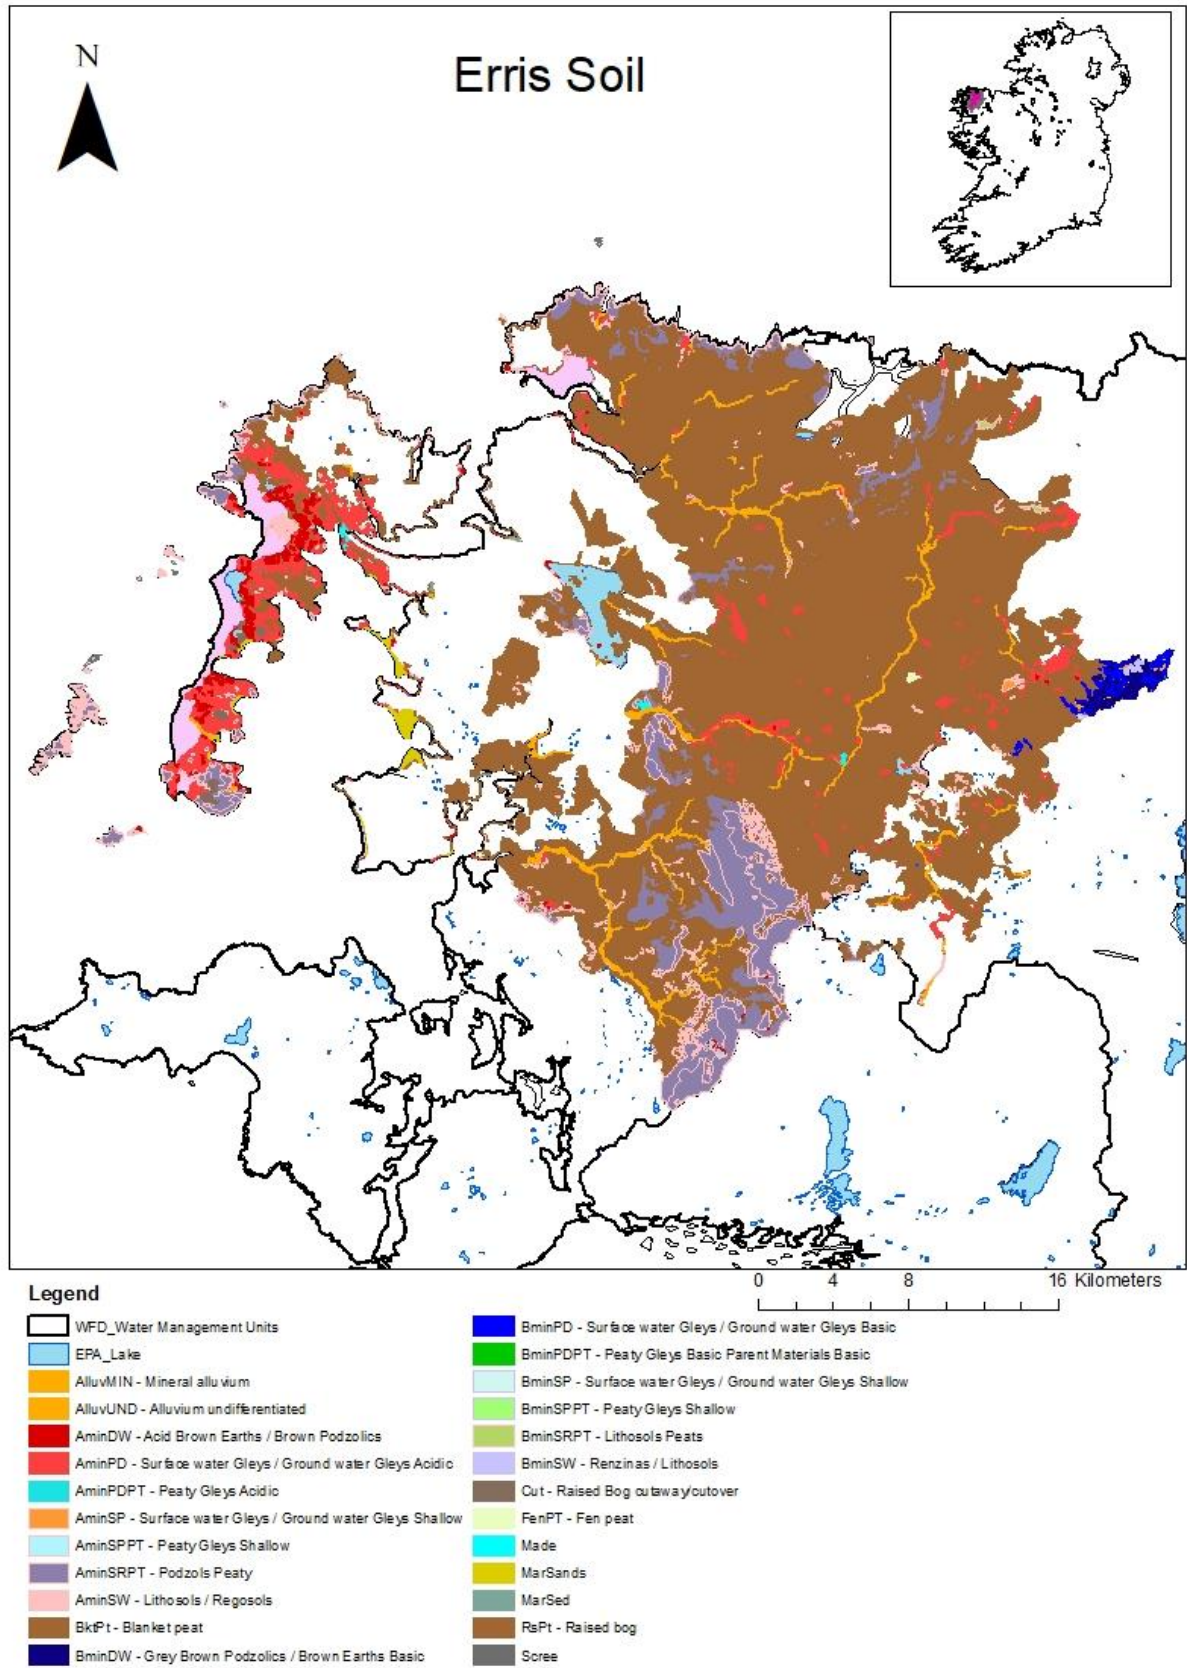 N
Erris Soil
0 4 8 16 Kilometers
Legend
WFD_Water Management Units
EPA_Lake
AlluvMIN - Mineral alluvium
AlluvUND - Alluvium undifferentiated
AminDW - Acid Brown Earths / Brown Podzolics
AminPD - Surface water Gleys / Ground water Gleys Acidic
AminPDPT - Peaty Gleys Acidic
AminSP - Surface water Gleys / Ground water Gleys Shallow
AminSPPT - Peaty Gleys Shallow
AminSRPT - Podzols Peaty
AminSW - Lithosols / Regosols
BktPt - Blanket peat
BminDW - Grey Brown Podzolics / Brown Earths Basic
BminPD - Surface water Gleys / Ground water Gleys Basic
BminPDPT - Peaty Gleys Basic Parent Materials Basic
BminSP - Surface water Gleys / Ground water Gleys Shallow
BminSPPT - Peaty Gleys Shallow
BminSRPT - Lithosols Peats
BminSW - Renzinas / Lithosols
Cut - Raised Bog cutaway/cutover
FenPT - Fen peat
Made
MarSands
MarSed
RsPt - Raised bog
Scree